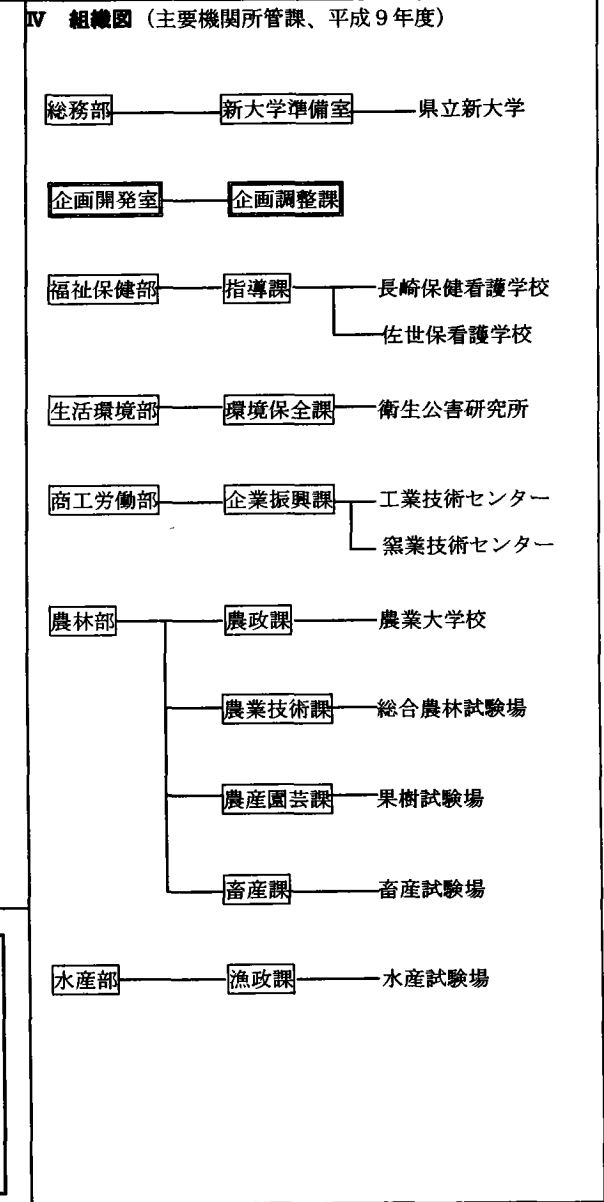 Ⅳ 組織図（主要機関所管課、平成９年度）
総務部 新大学準備室 県立新大学
企画開発室 企画調整課
福祉保健部 指導課 長崎保健看護学校
佐世保看護学校
生活環境部 環境保全課 衛生公害研究所
商工労働部 企業振興課 工業技術センター
窯業技術センター
農林部 農政課 農業大学校
農業技術課 総合農林試験場
農産園芸課 果樹試験場
畜産課 畜産試験場
水産部 漁政課 水産試験場